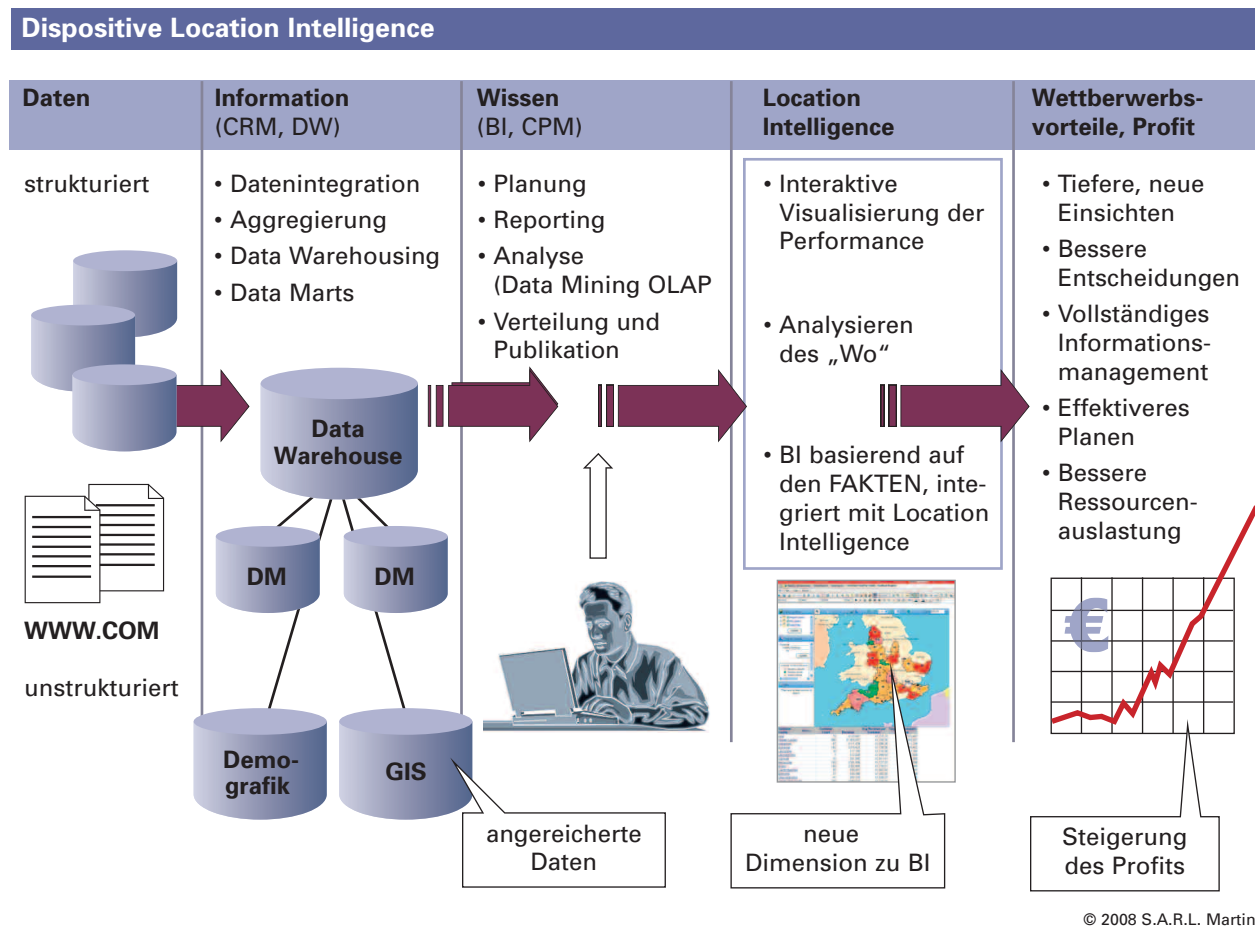 Dispositive Location Intelligence
Daten
Information
(CRM, DW)
Wissen
(BI, CPM)
Location
Intelligence
Wettberwerbs-
vorteile, Profit
strukturiert
WWW.COM
unstrukturiert
• Datenintegration
• Aggregierung
• Data Warehousing
• Data Marts
Data
Warehouse
DM
DM
Demo-
grafik
GIS
• Planung
• Reporting
• Analyse
(Data Mining OLAP
• Verteilung und
Publikation
angereicherte
Daten
• Interaktive
Visualisierung der
Performance
• Analysieren
des „Wo“
• BI basierend auf
den FAKTEN, inte-
griert mit Location
Intelligence
neue
Dimension zu BI
• Tiefere, neue
Einsichten
• Bessere
Entscheidungen
• Vollständiges
Informations-
management
• Effektiveres
Planen
• Bessere
Ressourcen-
auslastung
€
Steigerung
des Profits
© 2008 S.A.R.L. Martin